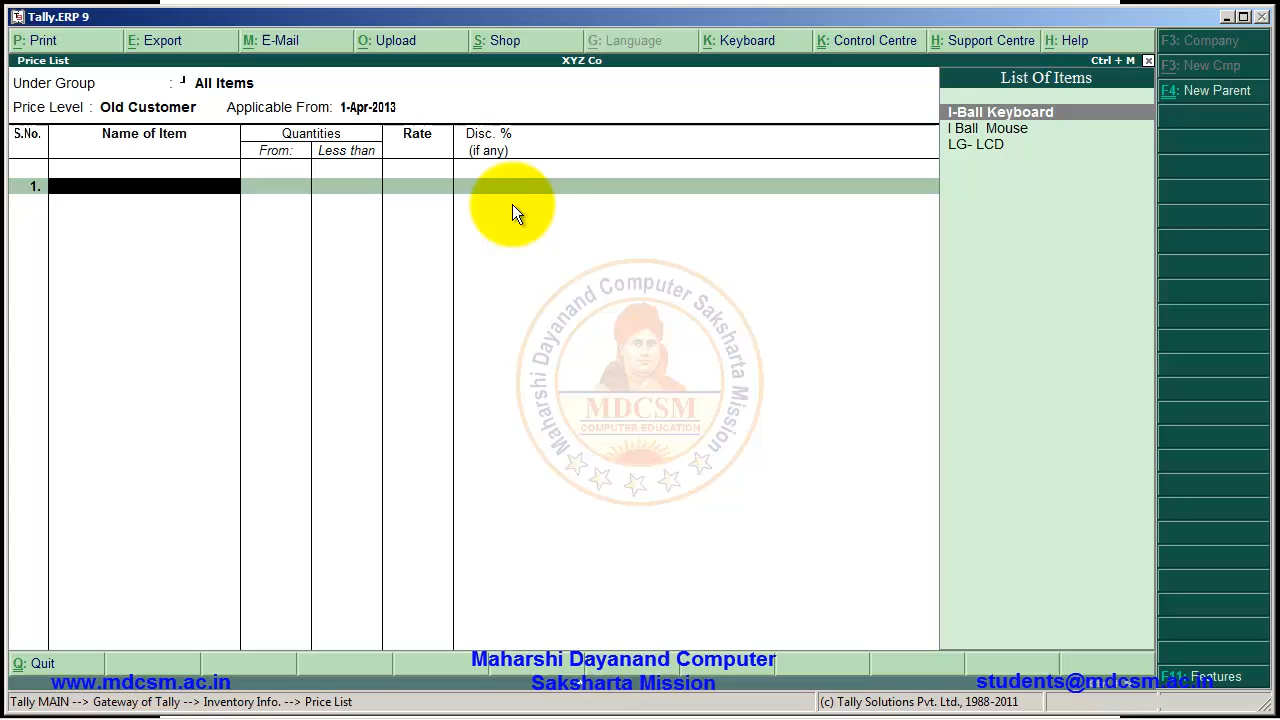 Tally.ERP 9
P: Print E: Export M: E-Mail O: Upload S: Shop G: Language K: Keyboard K: Control Centre H: Support Centre H: Help
F3: Company
Price List XYZ Co Ctrl + M
F3: New Cmp
F4: New Parent
Under Group : All Items
Price Level : Old Customer Applicable From: 1-Apr-2013
List Of Items
I-Ball Keyboard
I Ball Mouse
LG- LCD
S.No. Name of Item Quantities Rate Disc. %
From: Less than (if any)
1.
Maharshi Dayanand Computer Saksharta Mission
MDCSM
COMPUTER EDUCATION
Q: Quit
Maharshi Dayanand Computer
Saksharta Mission
www.mdcsm.ac.in
students@mdcsm.ac.in
F11: Features
Tally MAIN --> Gateway of Tally --> Inventory Info. --> Price List (c) Tally Solutions Pvt. Ltd., 1988-2011